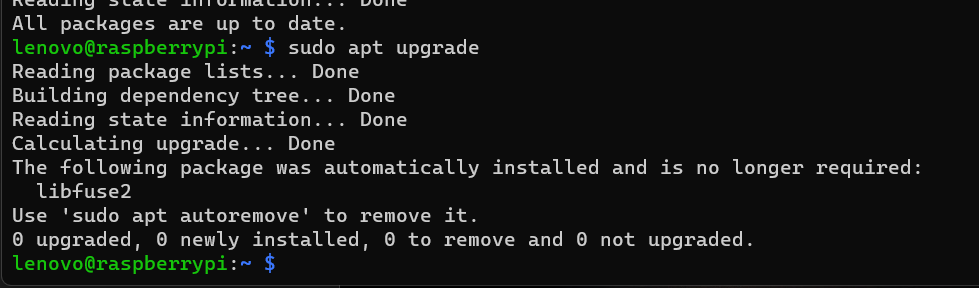 Reading state information... Done
All packages are up to date.
lenovo@raspberrypi:~ $ sudo apt upgrade
Reading package lists... Done
Building dependency tree... Done
Reading state information... Done
Calculating upgrade... Done
The following package was automatically installed and is no longer required:
  libfuse2
Use 'sudo apt autoremove' to remove it.
0 upgraded, 0 newly installed, 0 to remove and 0 not upgraded.
lenovo@raspberrypi:~ $